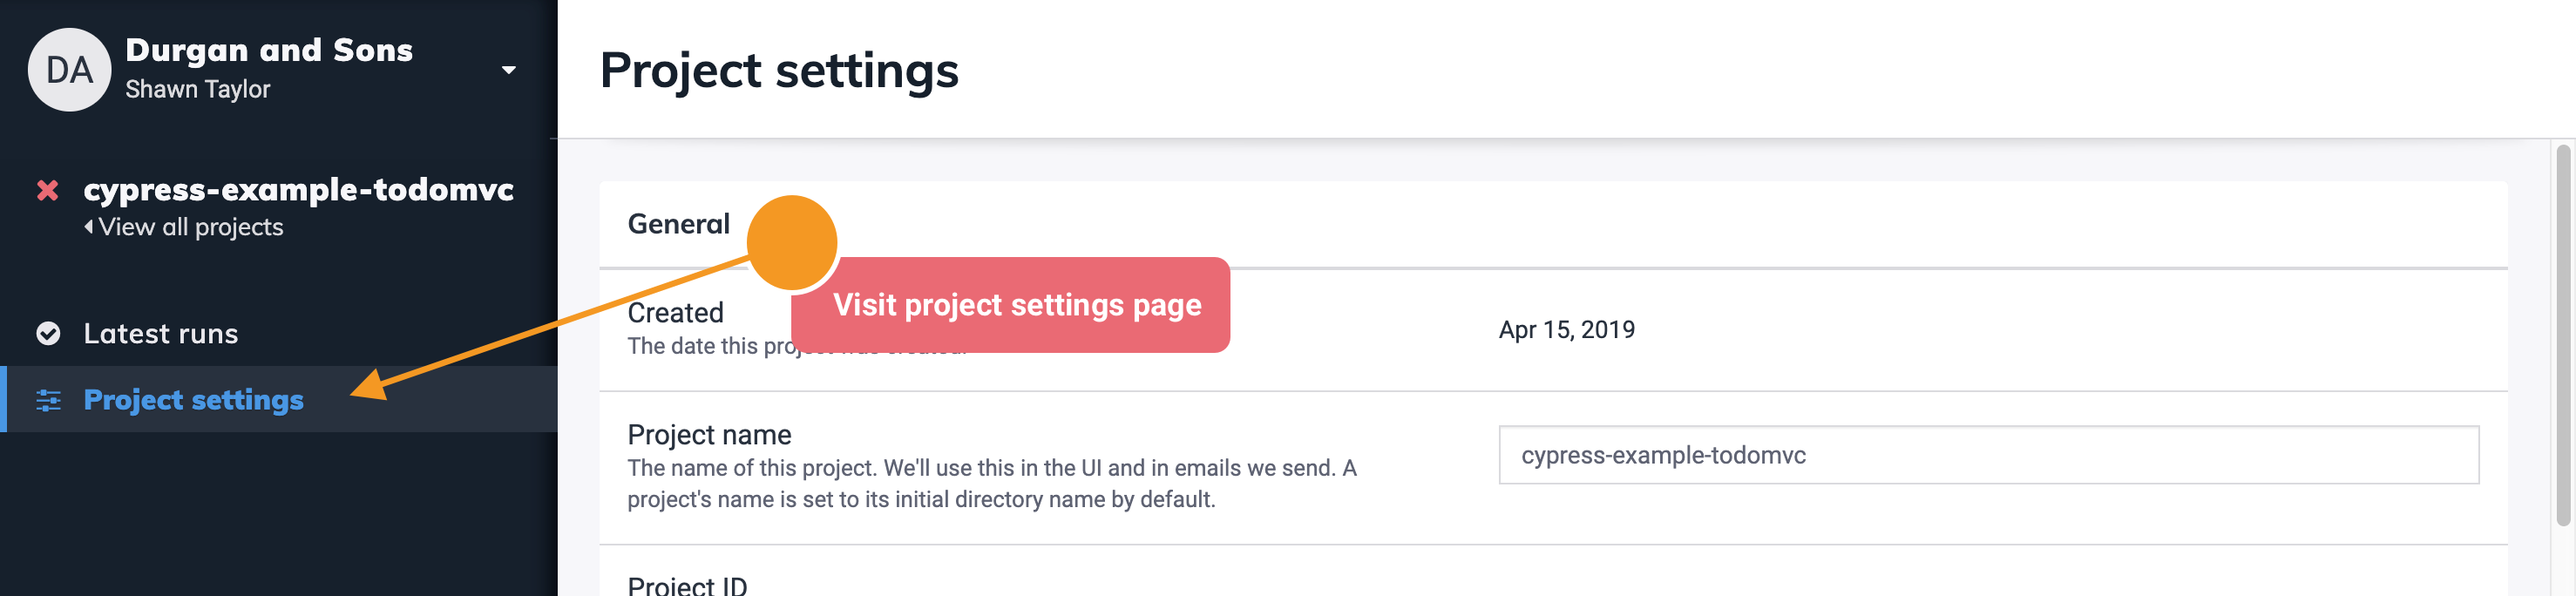 DA
Durgan and Sons
Shawn Taylor
cypress-example-todomvc
View all projects
Latest runs
Project settings
Project settings
General
Visit project settings page
Created
The date this
Apr 15, 2019
Project name
The name of this project. We'll use this in the UI and in emails we send. A
project's name is set to its initial directory name by default.
cypress-example-todomvc
Project ID